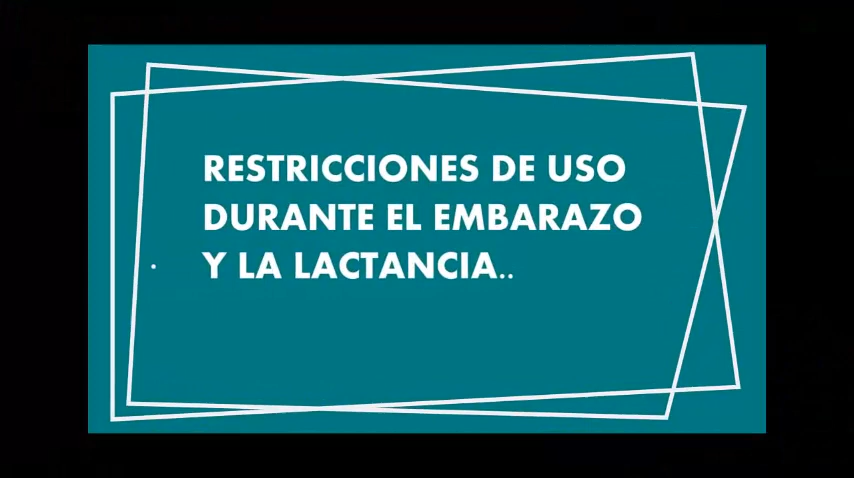 RESTRICCIONES DE USO
DURANTE EL EMBARAZO
Y LA LACTANCIA..